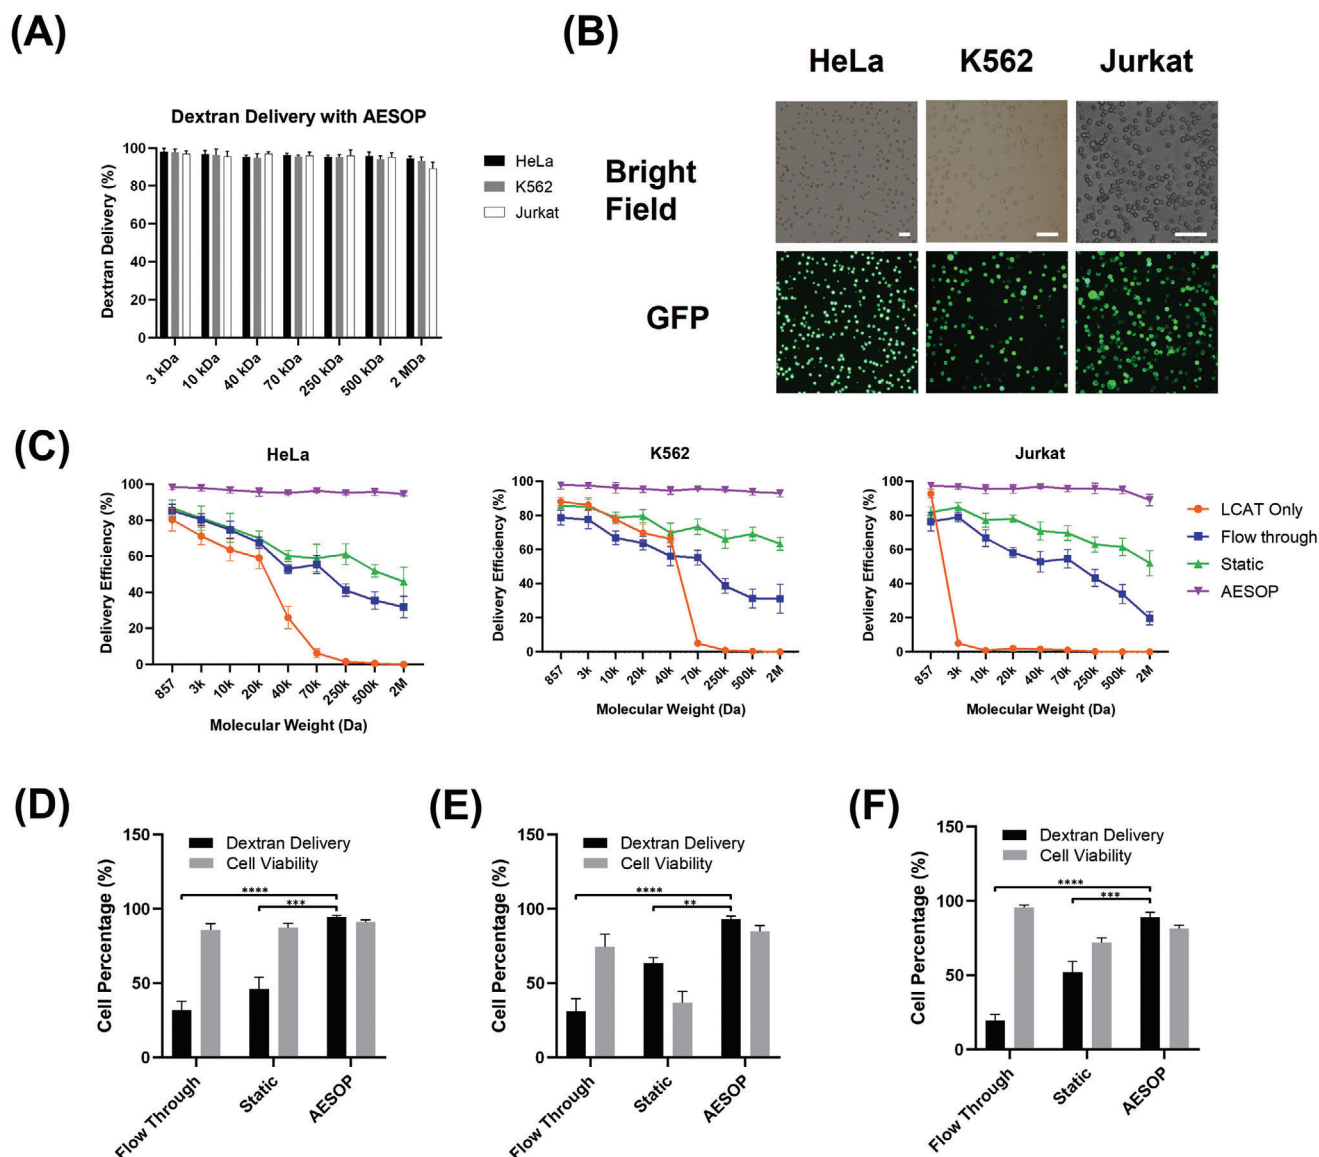 (A)
Dextran Delivery with AESOP
Dextran Delivery (%)
100
80
60
40
20
0
3 kDa
10 kDa
40 kDa
70 kDa
250 kDa
500 kDa
2 MDa
HeLa
K562
Jurkat
(B)
HeLa
K562
Jurkat
Bright
Field
GFP
(C)
HeLa
Delivery Efficiency (%)
100
80
60
40
20
0
857
3k
10k
20k
40k
70k
250k
500k
2M
Molecular Weight (Da)
K562
Delivery Efficiency (%)
100
80
60
40
20
0
857
3k
10k
20k
40k
70k
250k
500k
2M
Molecular Weight (Da)
Jurkat
Devliery Efficiency (%)
100
80
60
40
20
0
857
3k
10k
20k
40k
70k
250k
500k
2M
Molecular Weight (Da)
LCAT Only
Flow through
Static
AESOP
(D)
Cell Percentage (%)
150
100
50
0
Dextran Delivery
Cell Viability
****
***
Flow Through
Static
AESOP
(E)
Cell Percentage (%)
150
100
50
0
Dextran Delivery
Cell Viability
****
**
Flow Through
Static
AESOP
(F)
Cell Percentage (%)
150
100
50
0
Dextran Delivery
Cell Viability
****
***
Flow Through
Static
AESOP